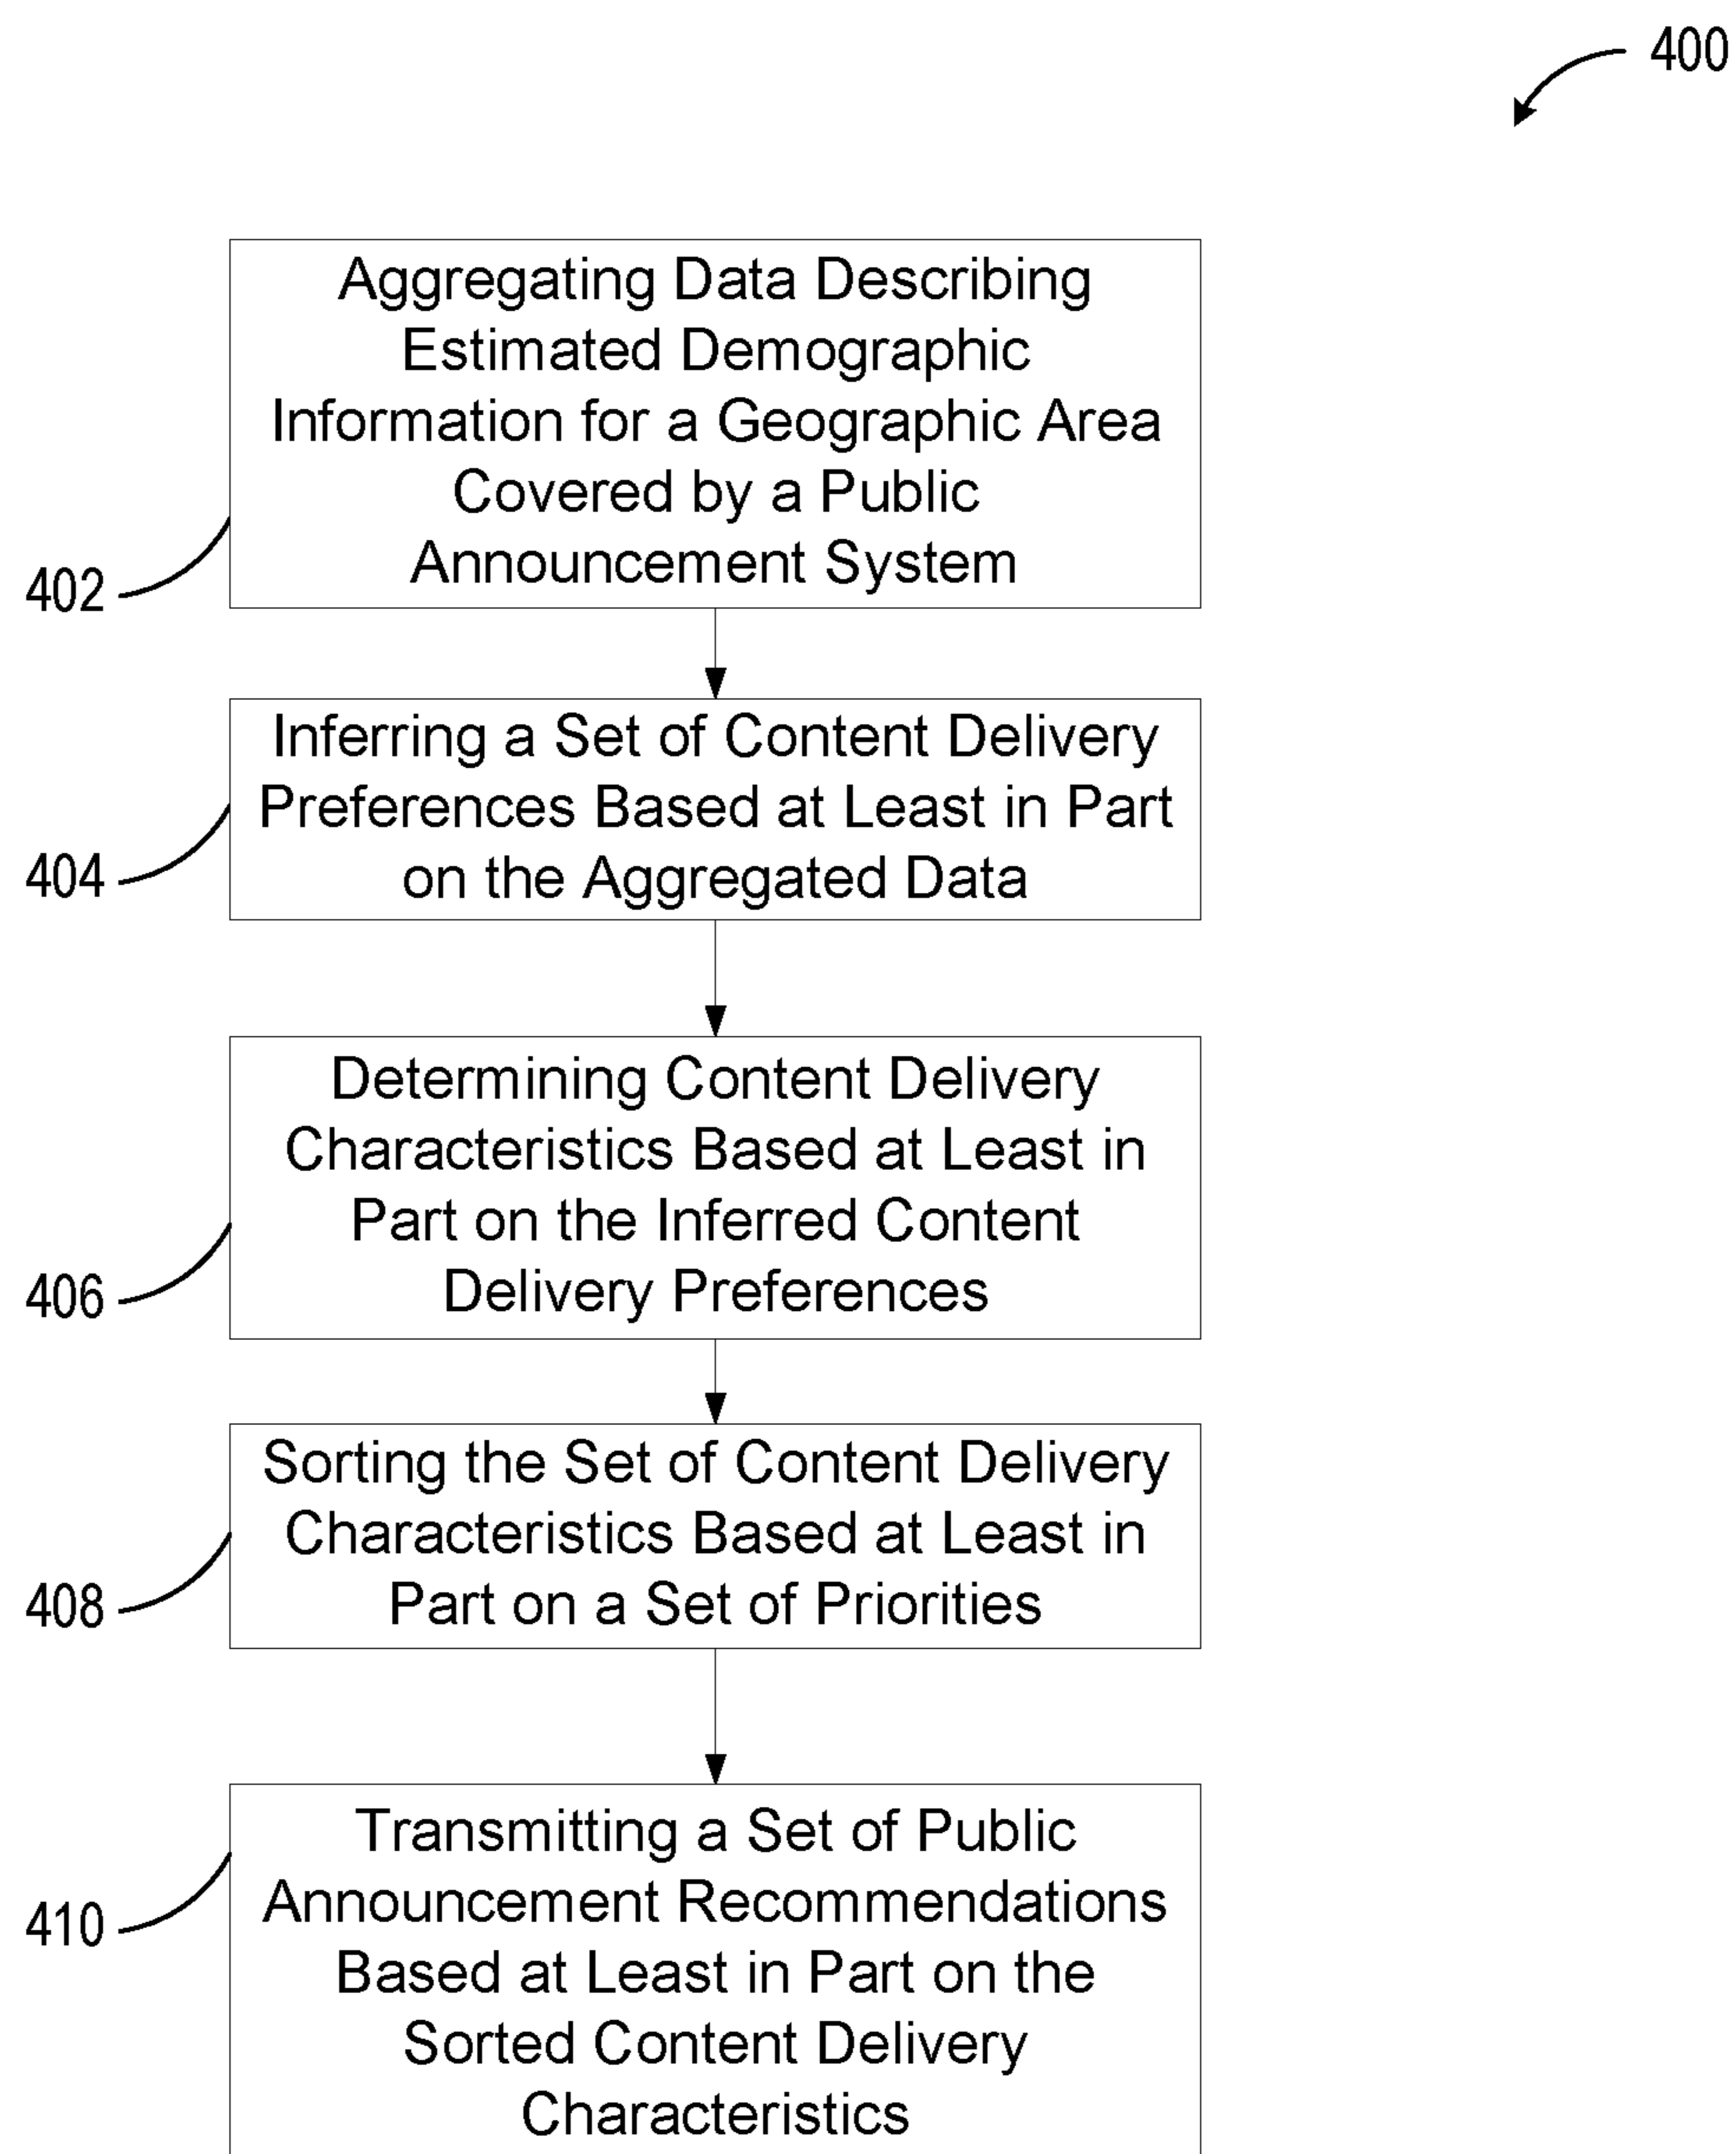 400
Aggregating Data Describing
Estimated Demographic
Information for a Geographic Area
Covered by a Public
Announcement System
402
Inferring a Set of Content Delivery
Preferences Based at Least in Part
on the Aggregated Data
404
Determining Content Delivery
Characteristics Based at Least in
Part on the Inferred Content
Delivery Preferences
406
Sorting the Set of Content Delivery
Characteristics Based at Least in
Part on a Set of Priorities
408
Transmitting a Set of Public
Announcement Recommendations
Based at Least in Part on the
Sorted Content Delivery
Characteristics
410